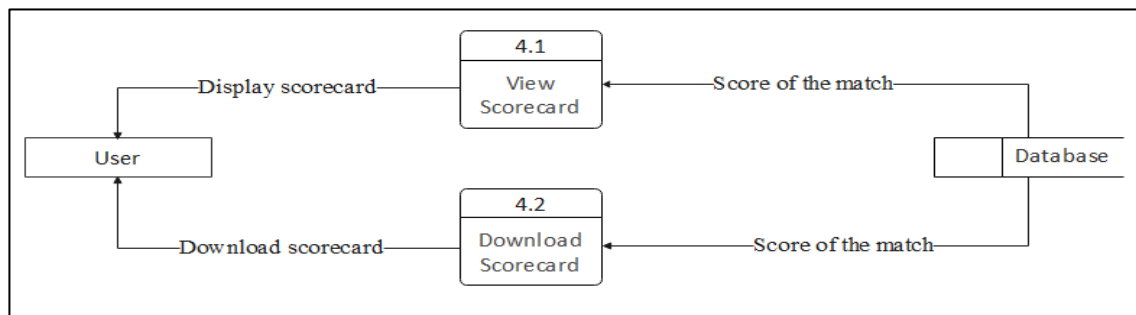 4.1
View
Scorecard
Display scorecard
Score of the match
User
Database
4.2
Download
Scorecard
Download scorecard
Score of the match